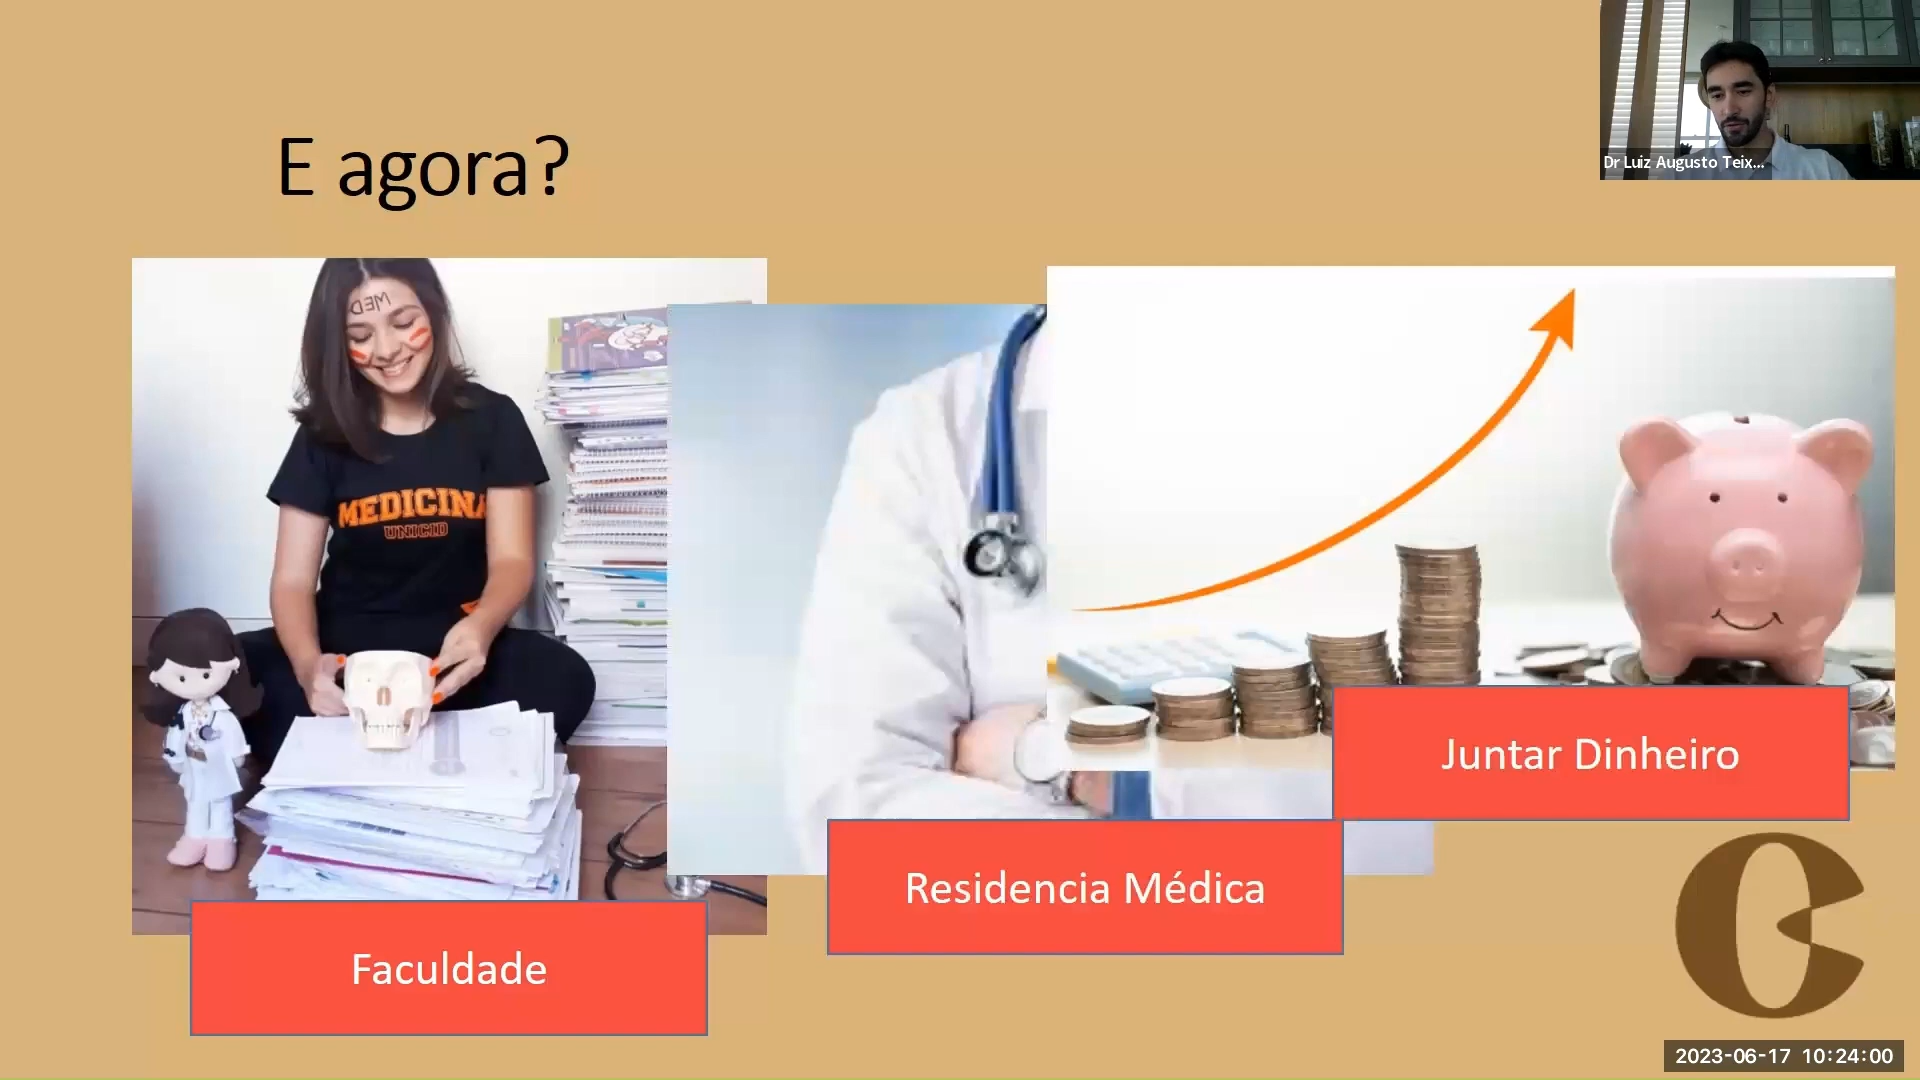 E agora?
Dr Luiz Augusto Teix...
MED
MEDICINA
UNICID
Juntar Dinheiro
Residencia Médica
Faculdade
2023-06-17 10:24:00